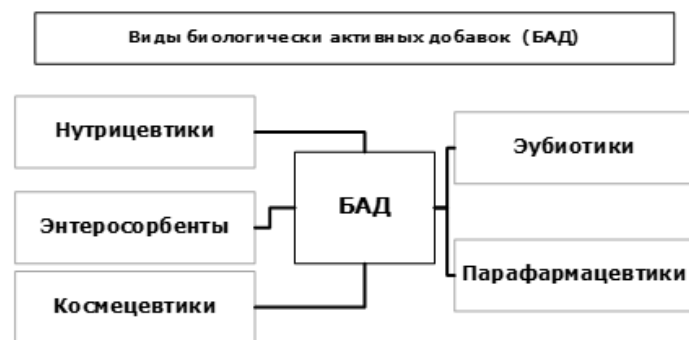 Виды биологически активных добавок (БАД)
Нутрицевтики
Энтеросорбенты
Космецевтики
БАД
Эубиотики
Парафармацевтики